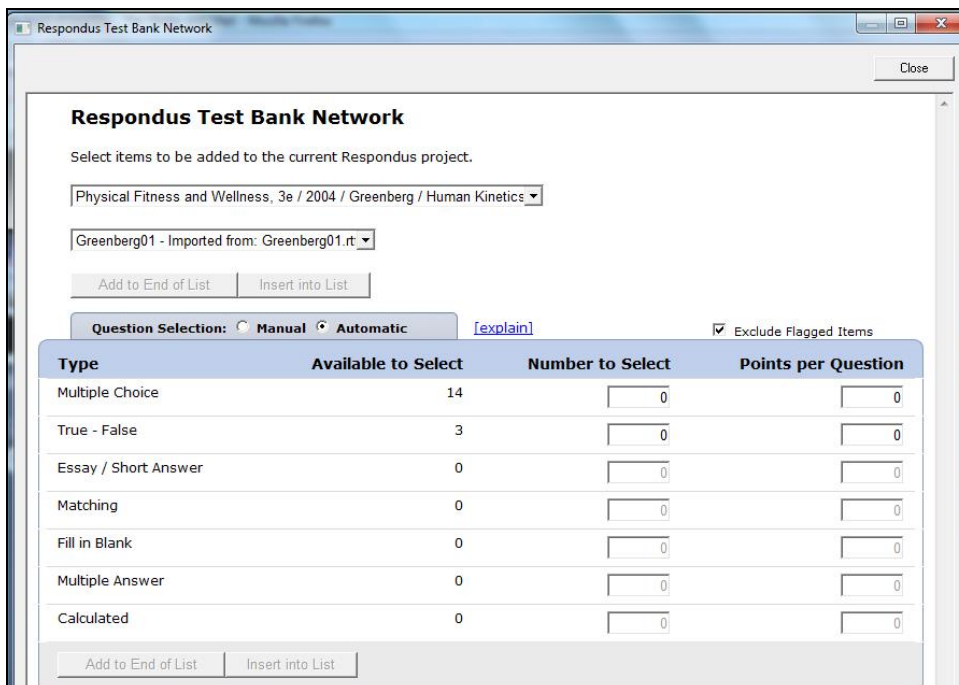 Respondus Test Bank Network
Close
Respondus Test Bank Network
Select items to be added to the current Respondus project.
Physical Fitness and Wellness, 3e / 2004 / Greenberg / Human Kinetics
Greenberg01 - Imported from: Greenberg01.rt
Add to End of List Insert into List
Question Selection: Manual Automatic [explain] Exclude Flagged Items
Type Available to Select Number to Select Points per Question
Multiple Choice 14 0 0
True - False 3 0 0
Essay / Short Answer 0 0 0
Matching 0 0 0
Fill in Blank 0 0 0
Multiple Answer 0 0 0
Calculated 0 0 0
Add to End of List Insert into List